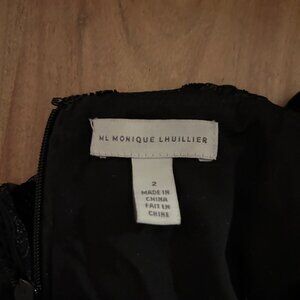 ML MONIQUE LHUILLIER
2
MADE IN
CHINA
FAIT EN
CHINE